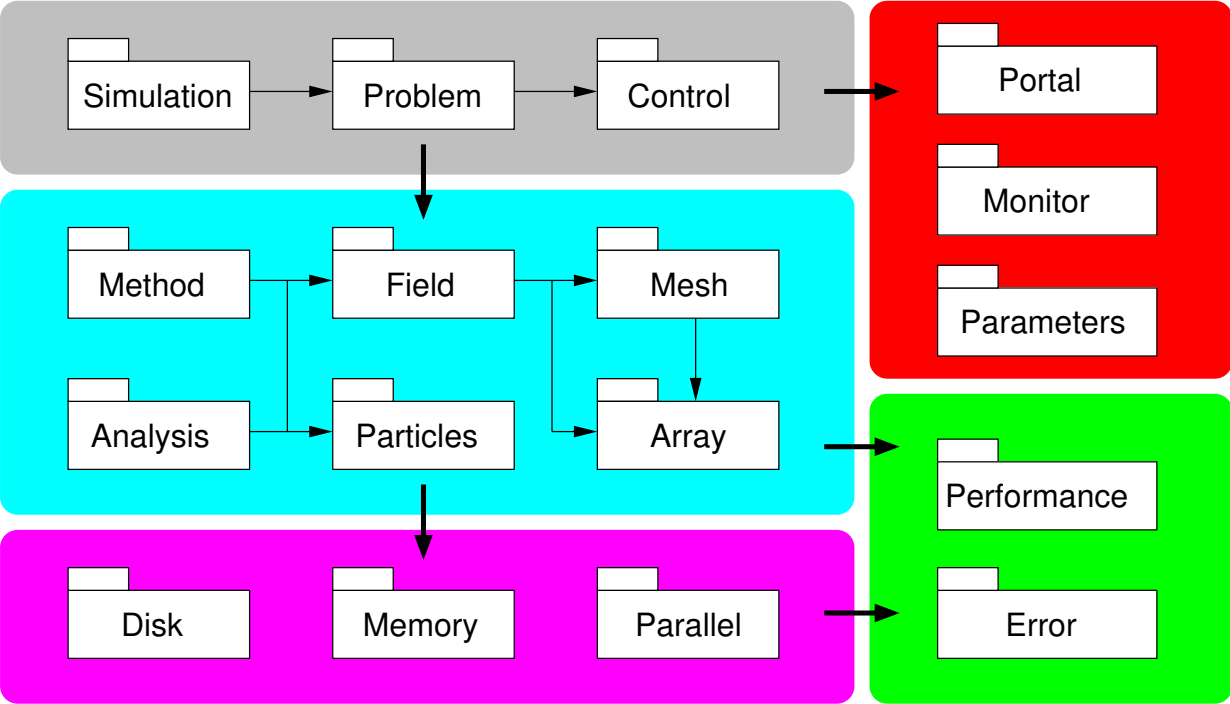 Simulation
Problem
Control
Portal
Monitor
Parameters
Method
Field
Mesh
Analysis
Particles
Array
Performance
Error
Disk
Memory
Parallel